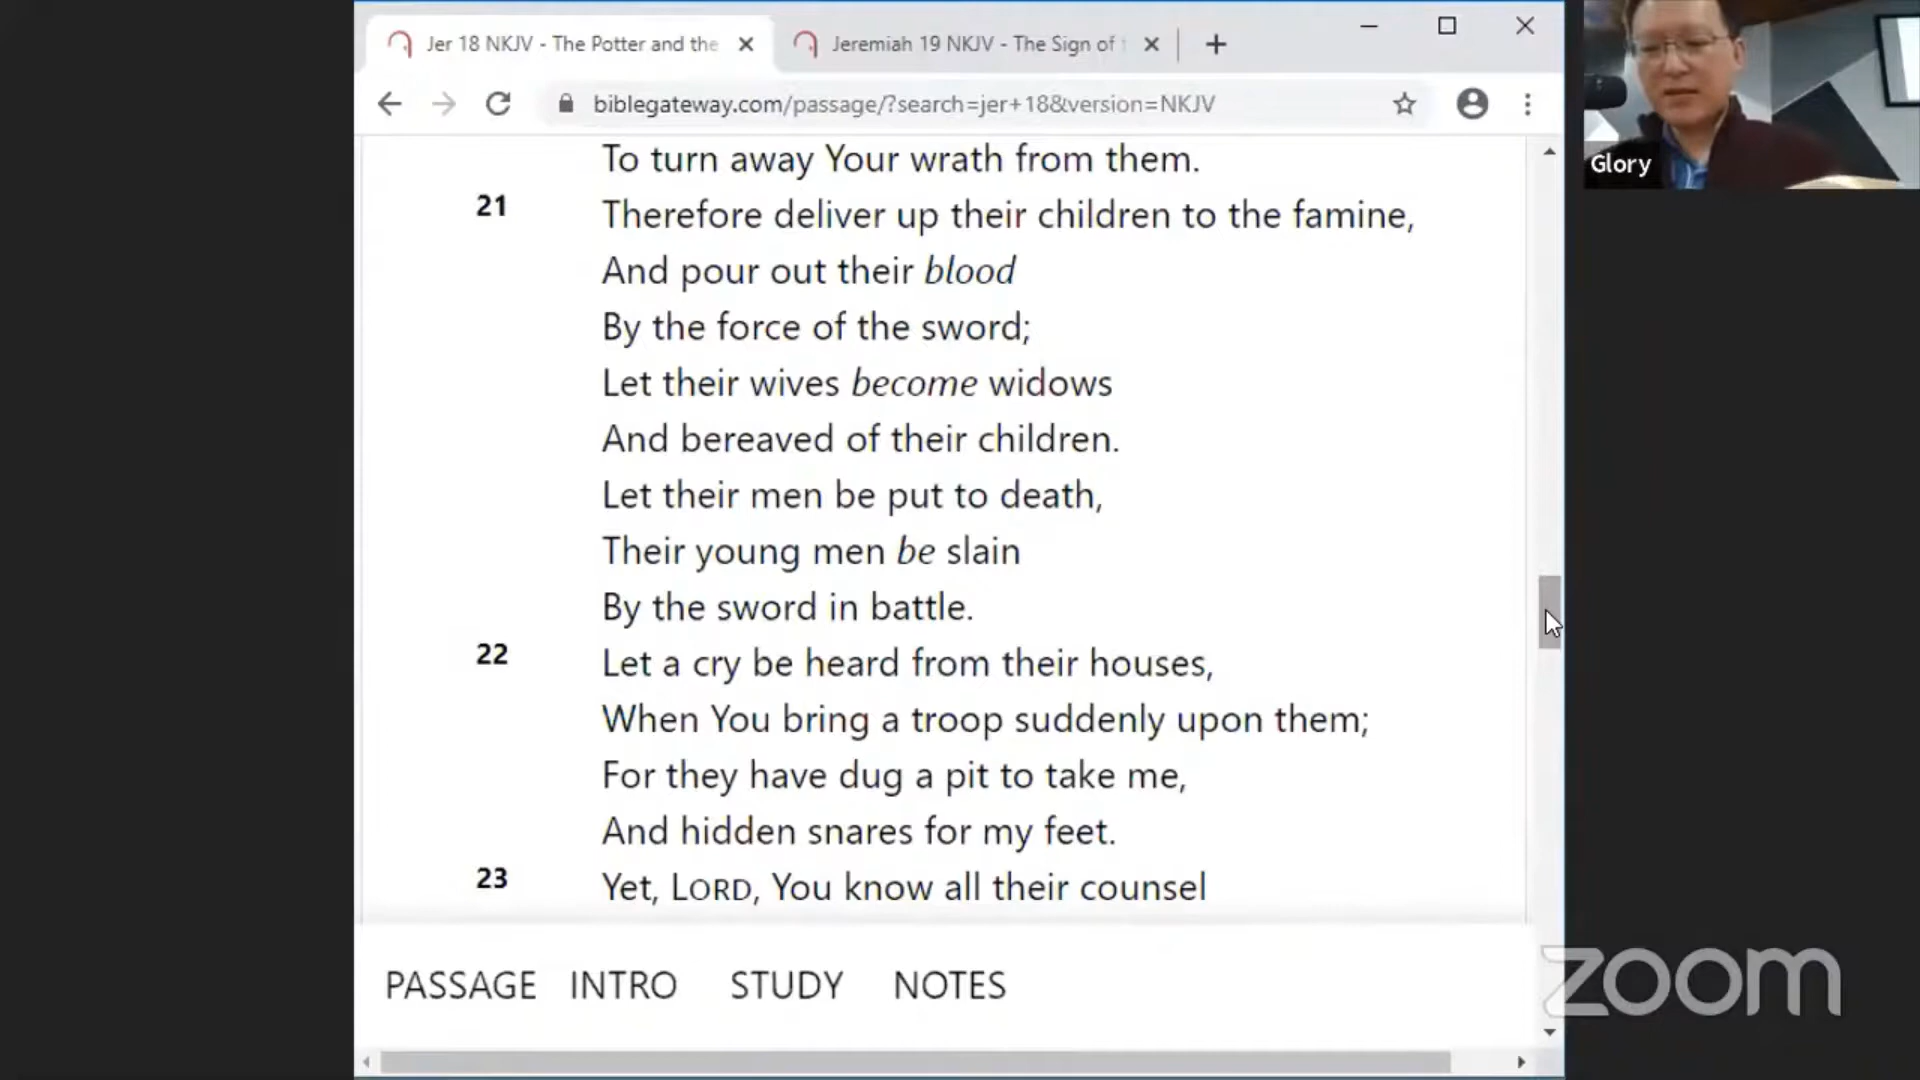 Jer 18 NKJV - The Potter and the
Jeremiah 19 NKJV - The Sign of
biblegateway.com/passage/?search=jer+18&version=NKJV
Glory
To turn away Your wrath from them.
21 Therefore deliver up their children to the famine,
And pour out their blood
By the force of the sword;
Let their wives become widows
And bereaved of their children.
Let their men be put to death,
Their young men be slain
By the sword in battle.
22 Let a cry be heard from their houses,
When You bring a troop suddenly upon them;
For they have dug a pit to take me,
And hidden snares for my feet.
23 Yet, LORD, You know all their counsel
PASSAGE INTRO STUDY NOTES
zoom